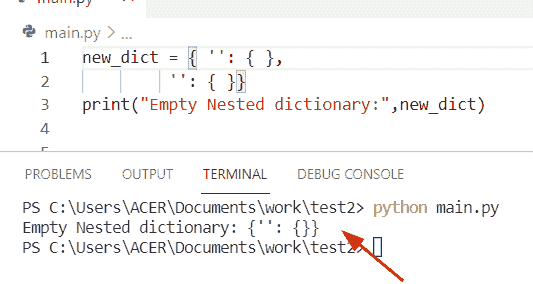 main.py
main.py > ...
1 new_dict = { '': { },
2 '': { }}
3 print("Empty Nested dictionary:",new_dict)
4
PROBLEMS OUTPUT TERMINAL DEBUG CONSOLE
PS C:\Users\ACER\Documents\work\test2> python main.py
Empty Nested dictionary: {'': {}}
PS C:\Users\ACER\Documents\work\test2>